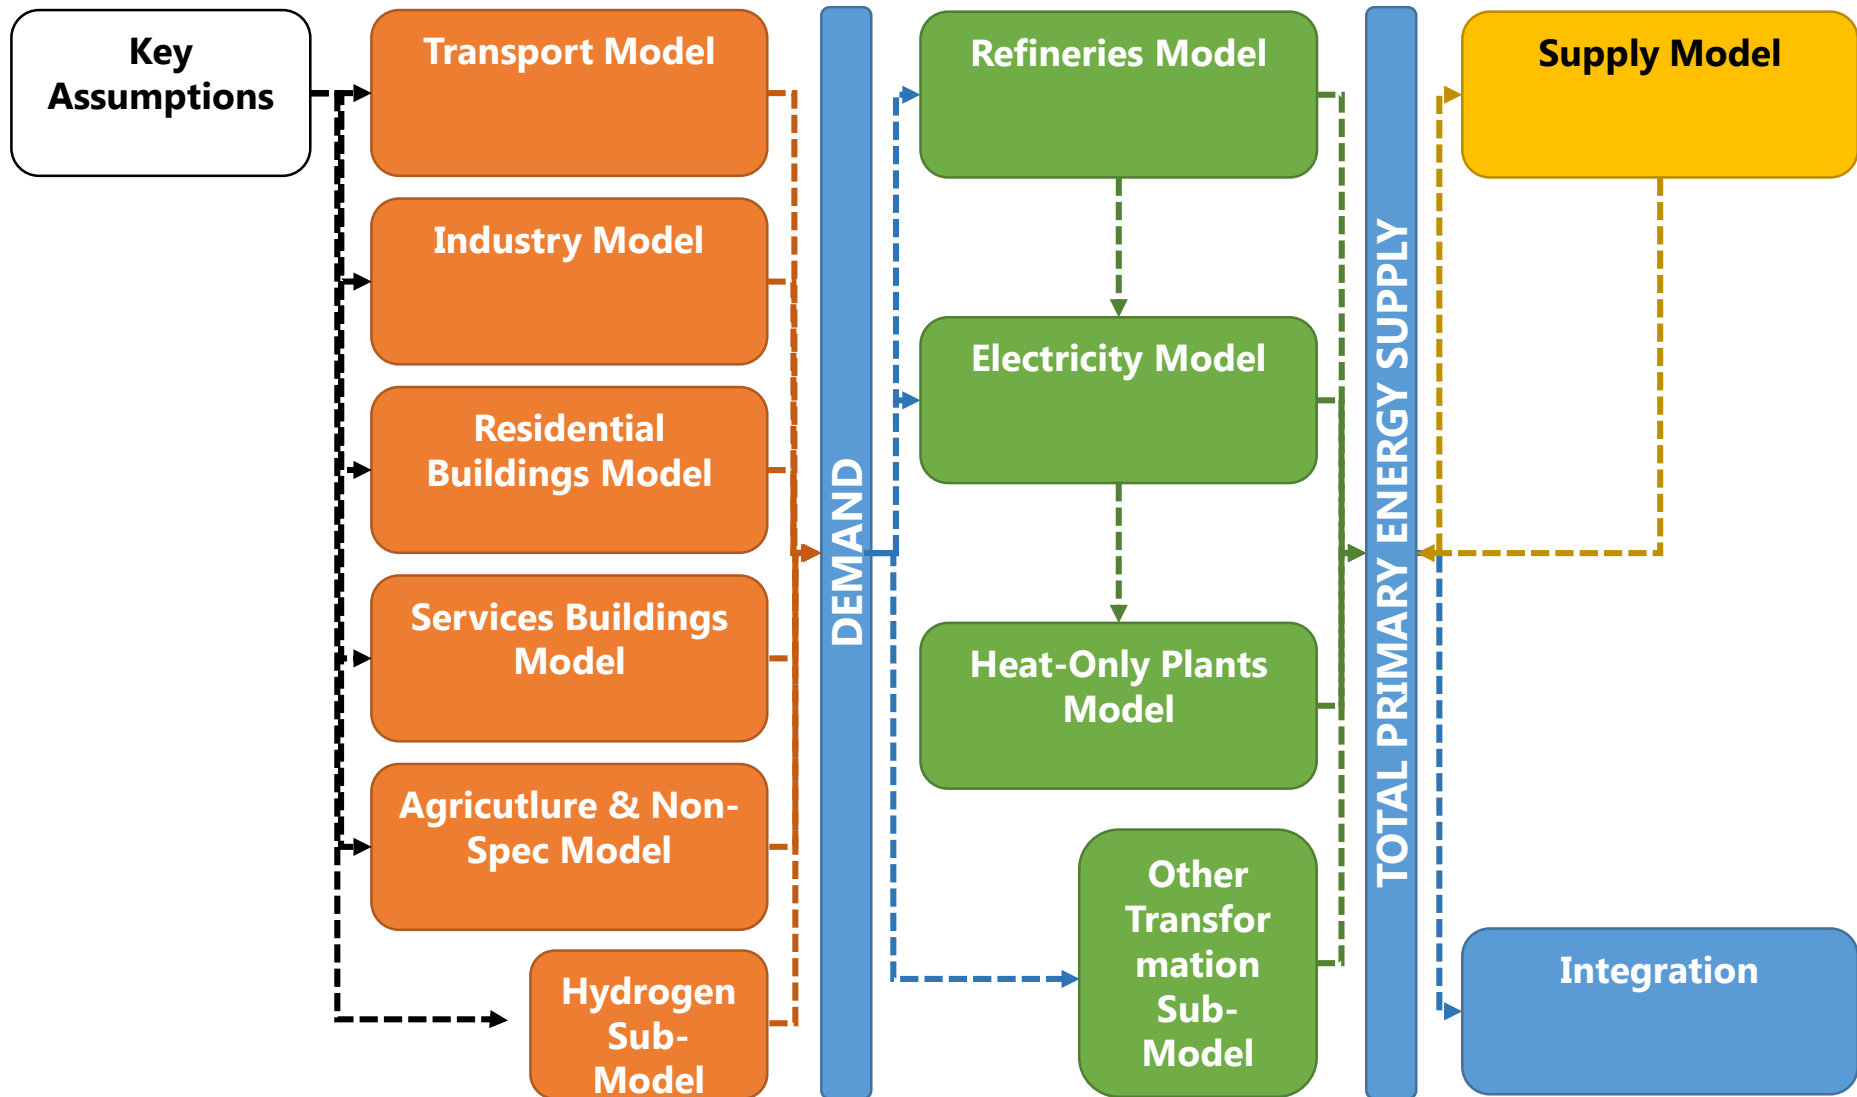 Key
Assumptions
Transport Model
Industry Model
Residential
Buildings Model
Services Buildings
Model
Agricutlure & Non-
Spec Model
Hydrogen
Sub-
Model
DEMAND
Refineries Model
Electricity Model
Heat-Only Plants
Model
Other
Transfor
mation
Sub-
Model
TOTAL PRIMARY ENERGY SUPPLY
Supply Model
Integration